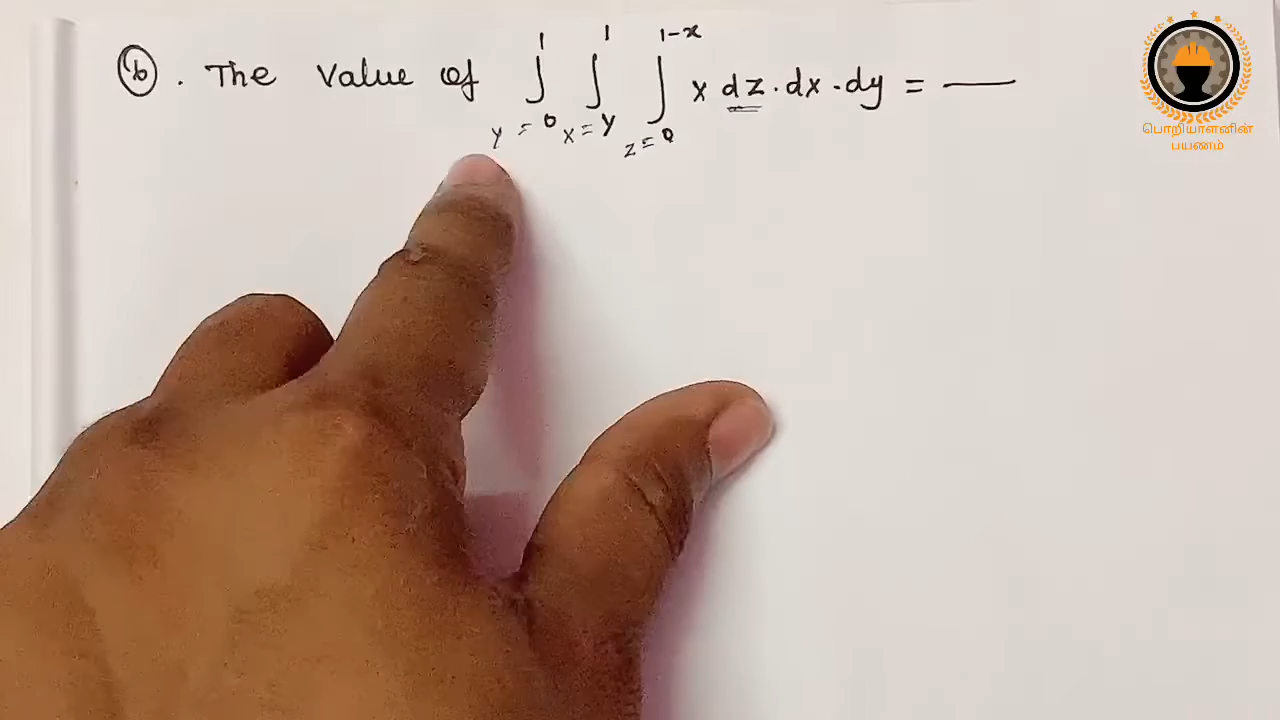 6. The value of ∫_{y=0}^{1} ∫_{x=y}^{1} ∫_{z=0}^{1-x} x dz.dx.dy = ___
பொறியாளனின்
பயணம்